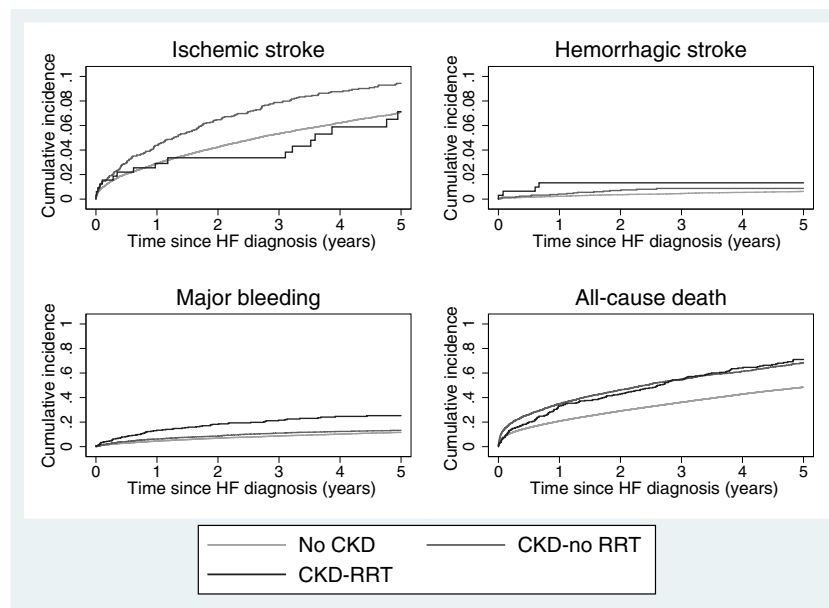 Ischemic stroke
Cumulative incidence
0 .02 .04 .06 .08 .1
0 1 2 3 4 5
Time since HF diagnosis (years)
Hemorrhagic stroke
Cumulative incidence
0 .02 .04 .06 .08 .1
0 1 2 3 4 5
Time since HF diagnosis (years)
Major bleeding
Cumulative incidence
0 .2 .4 .6 .8 1
0 1 2 3 4 5
Time since HF diagnosis (years)
All-cause death
Cumulative incidence
0 .2 .4 .6 .8 1
0 1 2 3 4 5
Time since HF diagnosis (years)
No CKD
CKD-no RRT
CKD-RRT